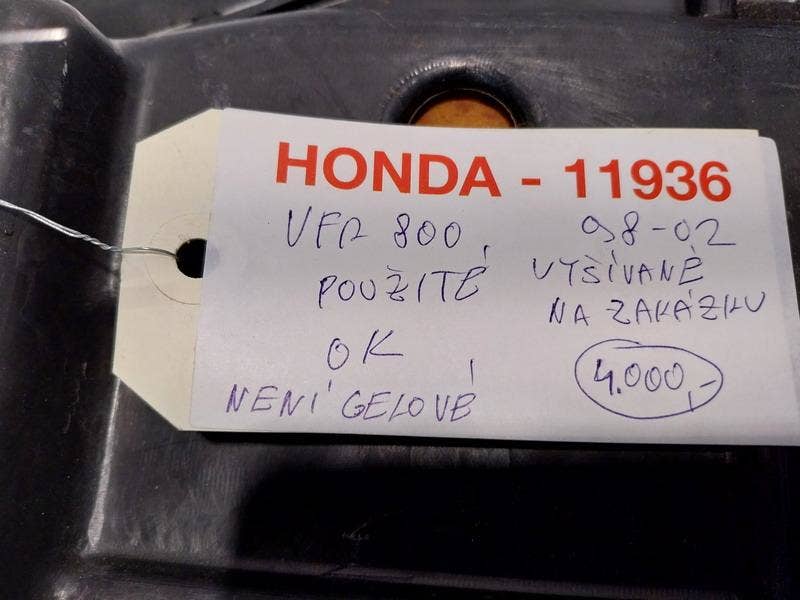 HONDA - 11936
VFR 800, 98-02
POUŽITÉ VYŠÍVANÉ
NA ZAKÁZKU
OK
4.000,-
NENÍ GELOVÉ